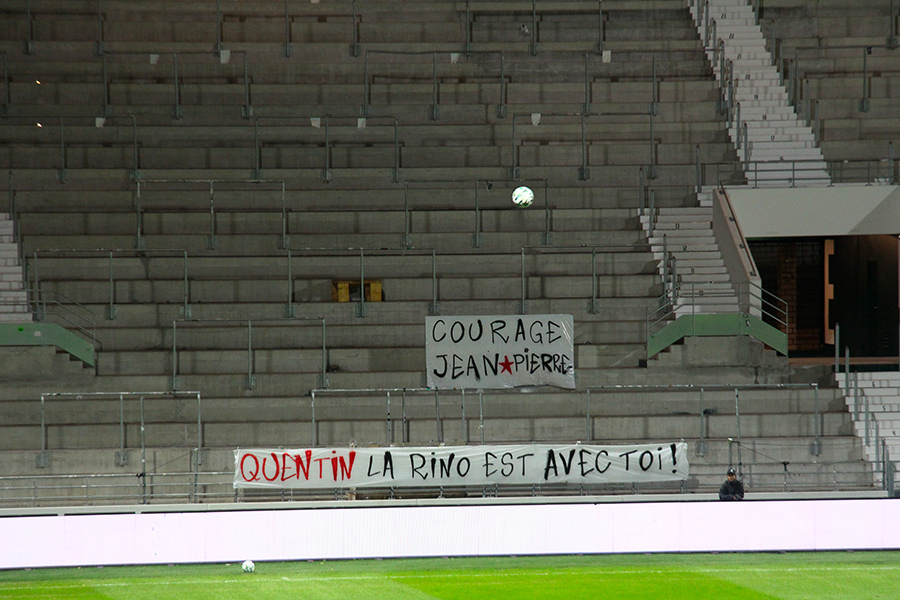 COURAGE
JEAN★PIERRE
QUENTIN LA RINO EST AVEC TOI!